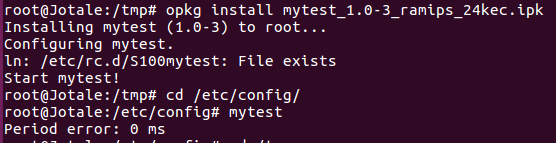 root@Jotale:/tmp# opkg install mytest_1.0-3_ramips_24kec.ipk
Installing mytest (1.0-3) to root...
Configuring mytest.
ln: /etc/rc.d/S100mytest: File exists
Start mytest!
root@Jotale:/tmp# cd /etc/config/
root@Jotale:/etc/config# mytest
Period error: 0 ms